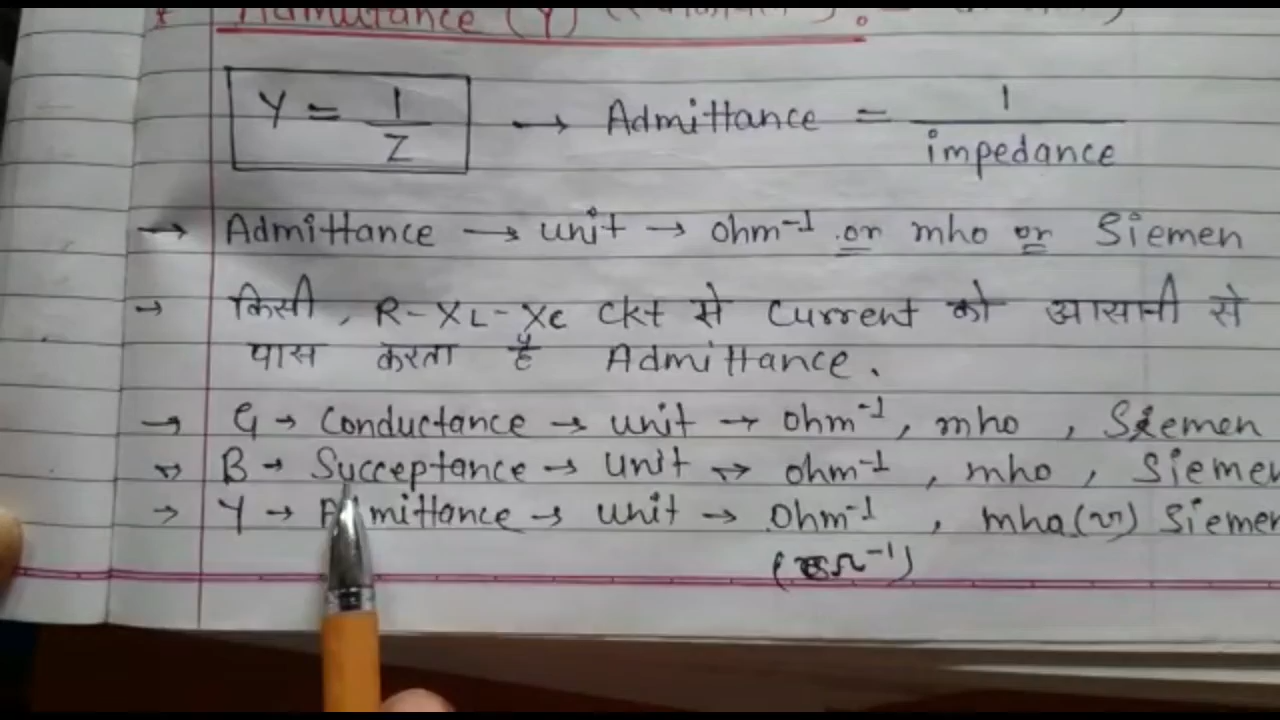 Admittance (Y)
Y = 1/Z → Admittance = 1/impedance
→ Admittance → unit → ohm⁻¹ or mho or Siemen
→ किसी, R-XL-XC ckt से Current को आसानी से
पास करता है Admittance.
→ G → Conductance → unit → ohm⁻¹, mho, Siemen
→ B → Succeptance → unit → ohm⁻¹, mho, Siemen
→ Y → Admittance → unit → Ohm⁻¹, mho(℧) Siemen
(Ω⁻¹)